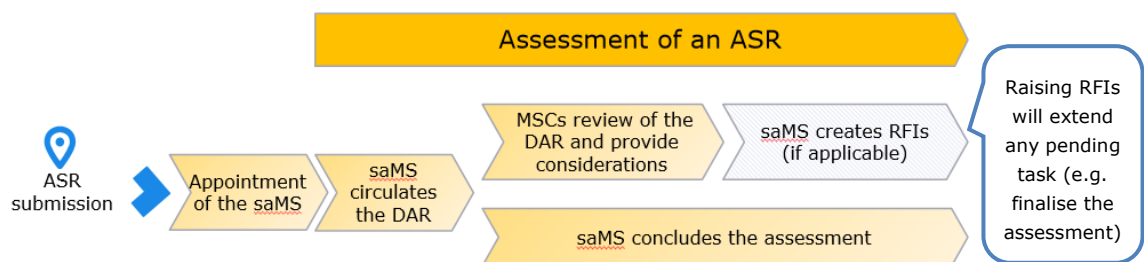 Assessment of an ASR
ASR
submission
Appointment
of the saMS
saMS
circulates
the DAR
MSCs review of the
DAR and provide
considerations
saMS creates RFIs
(if applicable)
saMS concludes the assessment
Raising RFIs
will extend
any pending
task (e.g.
finalise the
assessment)